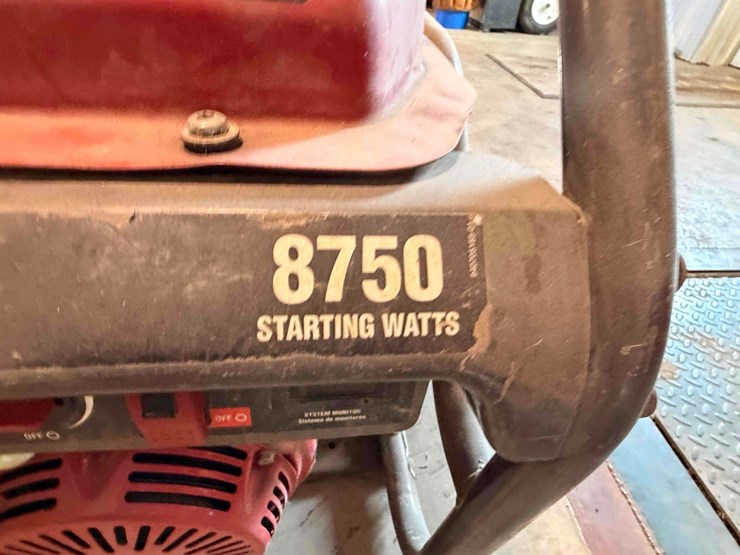 8750
STARTING WATTS
OFF O
SYSTEM MONITOR
Sistema de monitoreo
OFF O